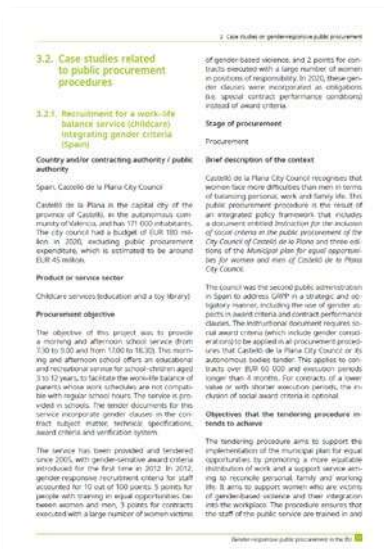 2. Case studies on gender-responsive public procurement
3.2. Case studies related
to public procurement
procedures
3.2.1. Recruitment for a work–life
balance service (childcare)
integrating gender criteria
(Spain)
Country and/or contracting authority / public
authority
Spain, Castelló de la Plana City Council
Castelló de la Plana is the capital city of the
province of Castelló, in the autonomous com-
munity of Valencia, and has 171 000 inhabitants.
The city council had a budget of EUR 180 mil-
lion in 2020, excluding public procurement
expenditure, which is estimated to be around
EUR 45 million.
Product or service sector
Childcare services (education and a toy library)
Procurement objective
The objective of this project was to provide
a morning and afternoon school service (from
7.30 to 9.00 and from 17.00 to 18.30). This morn-
ing and afternoon school offers an educational
and recreational service for school-children aged
3 to 12 years, to facilitate the work–life balance of
parents whose work schedules are not compati-
ble with regular school hours. The service is pro-
vided in schools. The tender documents for this
service incorporate gender clauses in the con-
tract subject matter, technical specifications,
award criteria and verification system.
The service has been provided and tendered
since 2005, with gender-sensitive award criteria
introduced for the first time in 2012. In 2012,
gender-responsive recruitment criteria for staff
accounted for 10 out of 100 points: 5 points for
people with training in equal opportunities be-
tween women and men, 3 points for contracts
executed with a large number of women victims
of gender-based violence, and 2 points for con-
tracts executed with a large number of women
in positions of responsibility. In 2020, these gen-
der clauses were incorporated as obligations
(i.e. special contract performance conditions)
instead of award criteria.
Stage of procurement
Procurement
Brief description of the context
Castelló de la Plana City Council recognises that
women face more difficulties than men in terms
of balancing personal, work and family life. This
public procurement procedure is the result of
an integrated policy framework that includes
a document entitled Instruction for the inclusion
of social criteria in the public procurement of the
City Council of Castelló de la Plana and three edi-
tions of the Municipal plan for equal opportuni-
ties for women and men of Castelló de la Plana
City Council.
The council was the second public administration
in Spain to address GRPP in a strategic and ob-
ligatory manner, including the use of gender as-
pects in award criteria and contract performance
clauses. The instructional document requires so-
cial award criteria (which include gender consid-
erations) to be applied in all procurement proced-
ures that Castelló de la Plana City Council or its
autonomous bodies tender. This applies to con-
tracts over EUR 60 000 and execution periods
longer than 4 months. For contracts of a lower
value or with shorter execution periods, the in-
clusion of social award criteria is optional.
Objectives that the tendering procedure in-
tends to achieve
The tendering procedure aims to support the
implementation of the municipal plan for equal
opportunities by promoting a more equitable
distribution of work and a support service aim-
ing to reconcile personal, family and working
life. It aims to support women who are victims
of gender-based violence and their integration
into the workplace. The procedure ensures that
the staff of the public service are trained in and
Gender-responsive public procurement in the EU